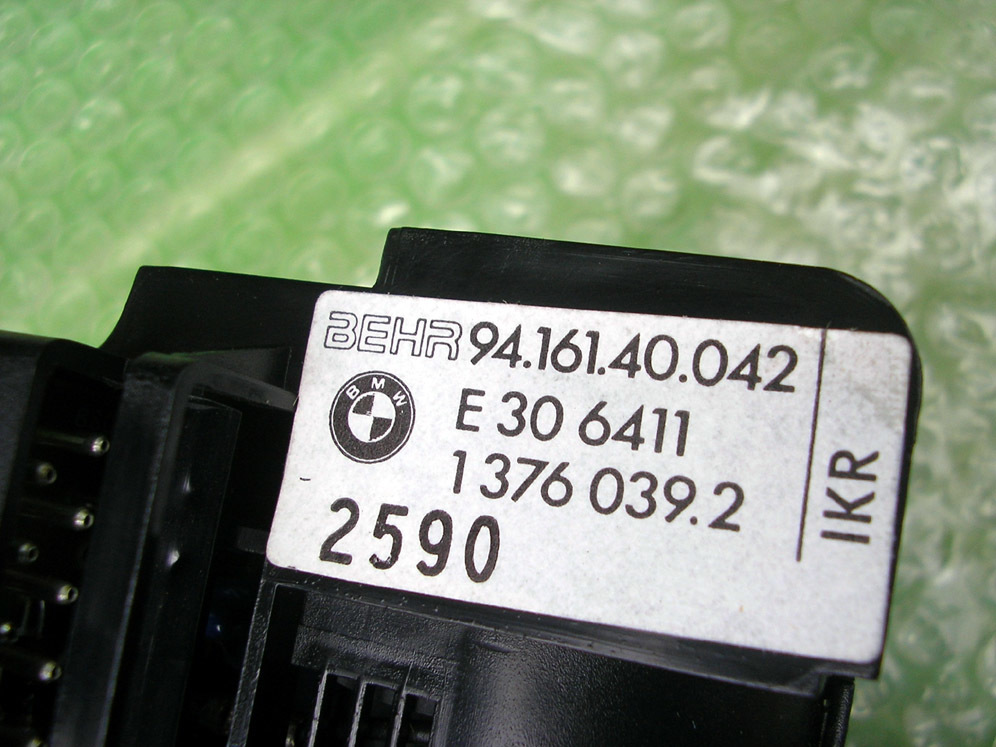 BEHR 94.161.40.042
BMW
E 30 6411
1 376 039.2
2590
IKR